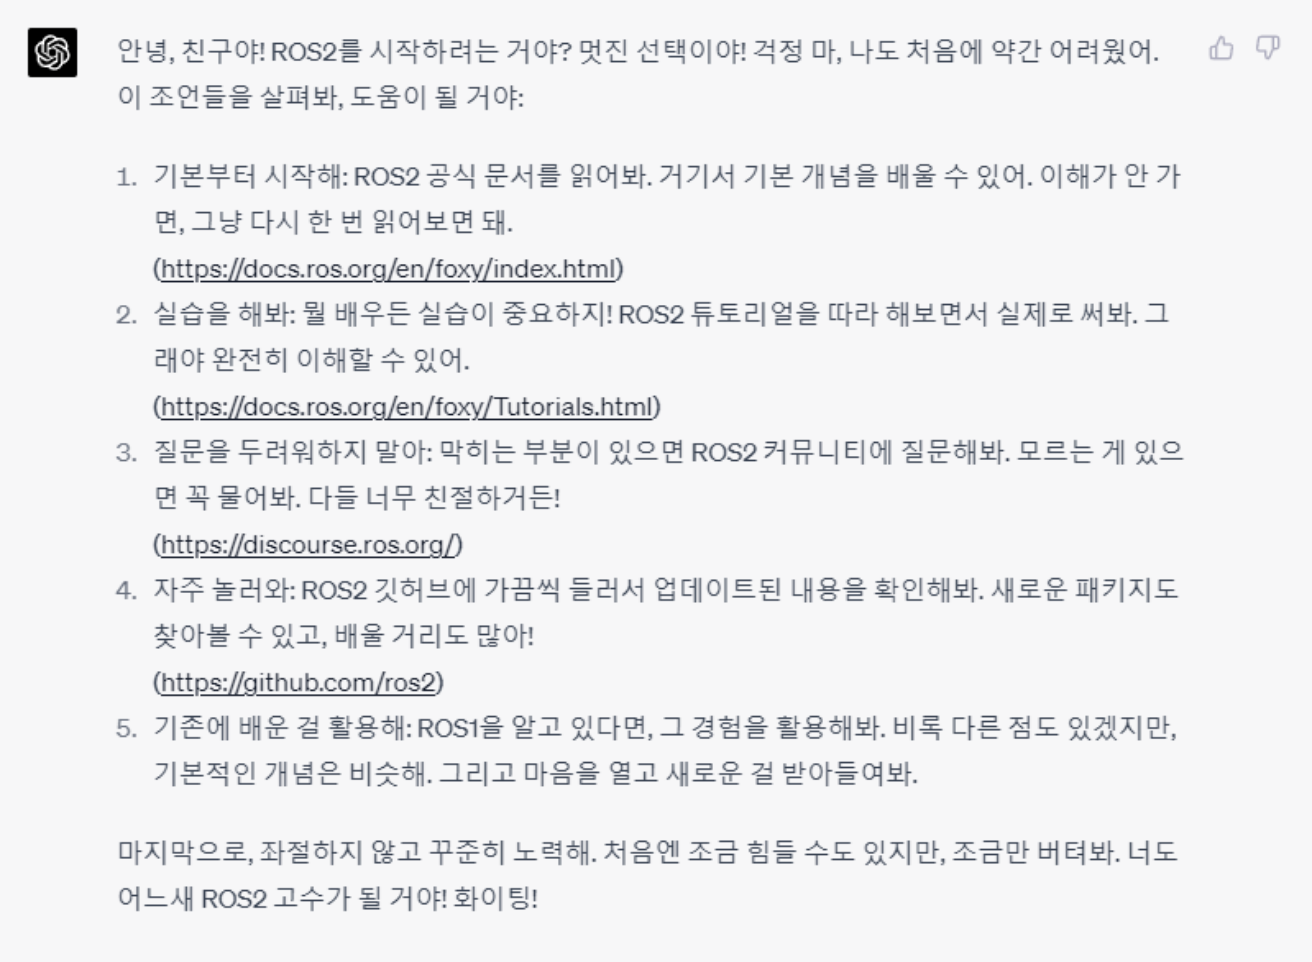 안녕, 친구야! ROS2를 시작하려는 거야? 멋진 선택이야! 걱정 마, 나도 처음에 약간 어려웠어.
이 조언들을 살펴봐, 도움이 될 거야:
1. 기본부터 시작해: ROS2 공식 문서를 읽어봐. 거기서 기본 개념을 배울 수 있어. 이해가 안 가
면, 그냥 다시 한 번 읽어보면 돼.
(https://docs.ros.org/en/foxy/index.html)
2. 실습을 해봐: 뭘 배우든 실습이 중요하지! ROS2 튜토리얼을 따라 해보면서 실제로 써봐. 그
래야 완전히 이해할 수 있어.
(https://docs.ros.org/en/foxy/Tutorials.html)
3. 질문을 두려워하지 말아: 막히는 부분이 있으면 ROS2 커뮤니티에 질문해봐. 모르는 게 있으
면 꼭 물어봐. 다들 너무 친절하거든!
(https://discourse.ros.org/)
4. 자주 놀러와: ROS2 깃허브에 가끔씩 들러서 업데이트된 내용을 확인해봐. 새로운 패키지도
찾아볼 수 있고, 배울 거리도 많아!
(https://github.com/ros2)
5. 기존에 배운 걸 활용해: ROS1을 알고 있다면, 그 경험을 활용해봐. 비록 다른 점도 있겠지만,
기본적인 개념은 비슷해. 그리고 마음을 열고 새로운 걸 받아들여봐.
마지막으로, 좌절하지 않고 꾸준히 노력해. 처음엔 조금 힘들 수도 있지만, 조금만 버텨봐. 너도
어느새 ROS2 고수가 될 거야! 화이팅!